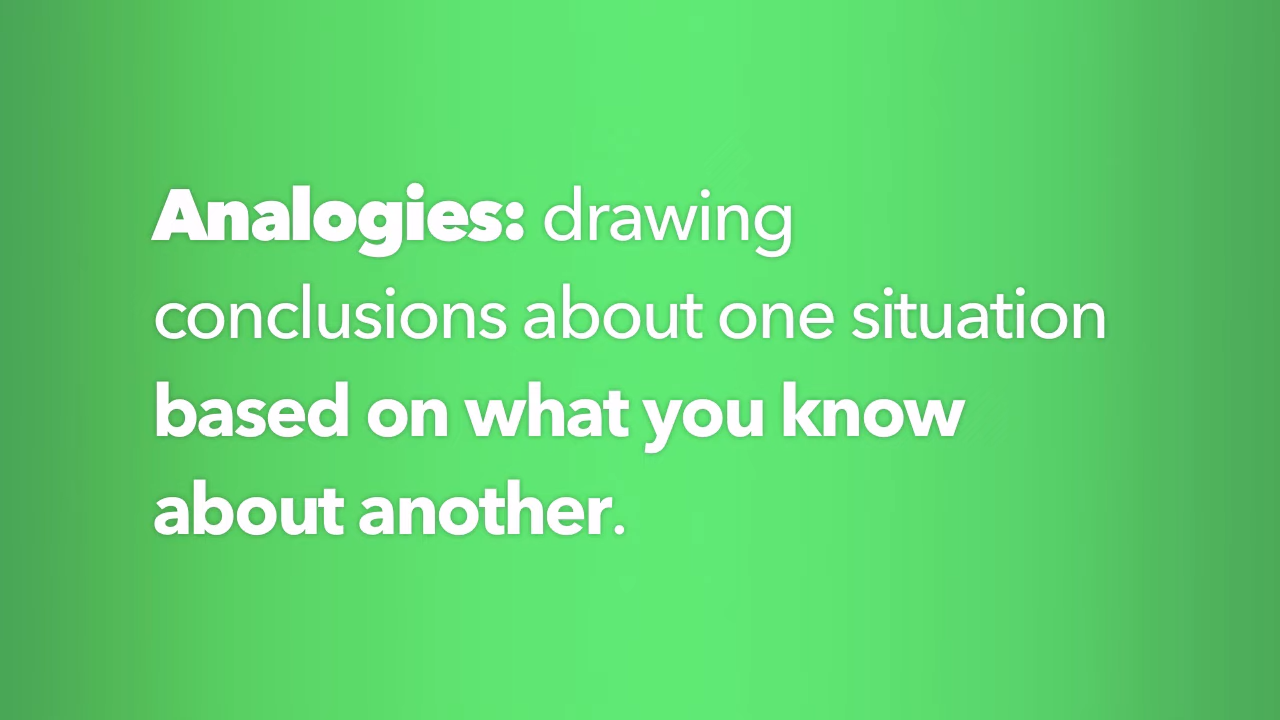 Analogies: drawing
conclusions about one situation
based on what you know
about another.